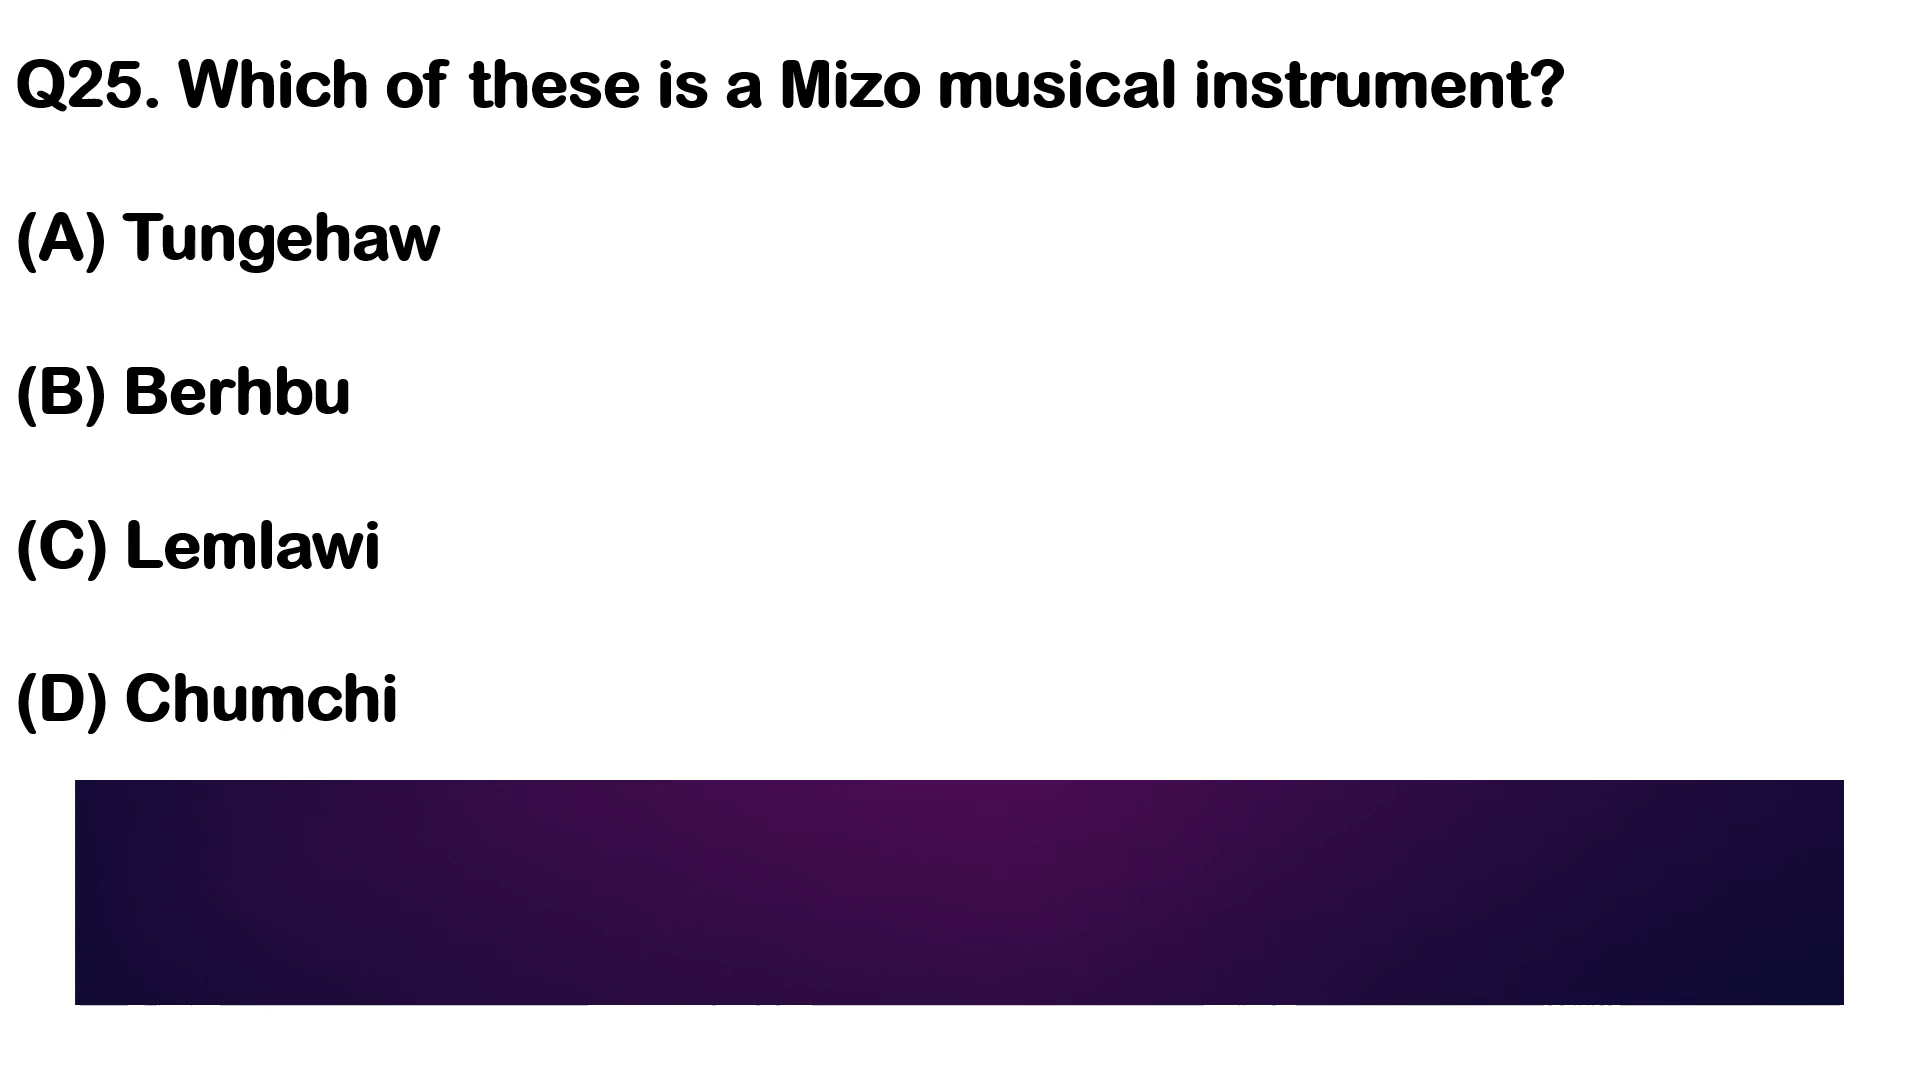 Q25. Which of these is a Mizo musical instrument?
(A) Tungehaw
(B) Berhbu
(C) Lemlawi
(D) Chumchi